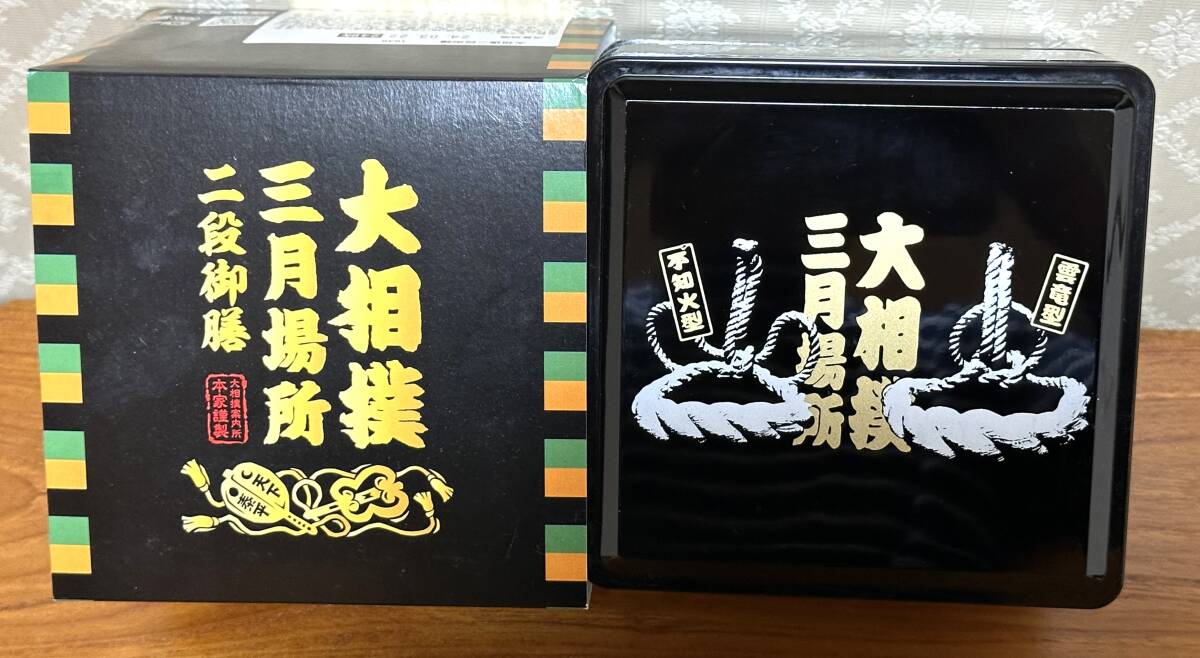 大相撲
三月場所
二段御膳
大相撲案内所
本家謹製
天下
泰平
大相撲
三月場所
不知火型
雲竜型